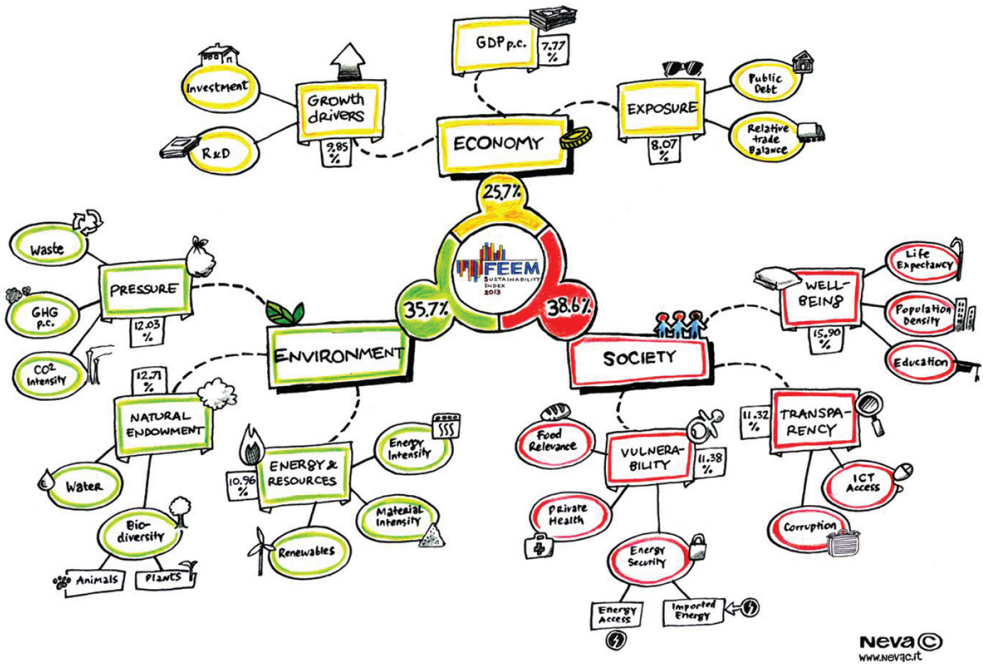 GDP p.c.
7.77
%
Investment
R&D
GROWTH
drivers
9.85
%
ECONOMY
25.7%
EXPOSURE
8.07
%
Public
Debt
Relative
trade
Balance
FEEM
SUSTAINABILITY
INDEX
2013
35.7%
38.6%
Waste
GHG
p.c.
CO2
Intensity
PRESSURE
12.03
%
ENVIRONMENT
12.71
%
NATURAL
ENDOWMENT
Water
Bio-
diversity
Animals
Plants
10.96
%
ENERGY &
RESOURCES
Energy
Intensity
Material
Intensity
Renewables
SOCIETY
WELL-
BEING
15.90
%
Life
Expectancy
Population
Density
Education
11.32
%
TRANSPA-
RENCY
ICT
Access
Corruption
VULNERA-
BILITY
11.38
%
Food
Relevance
Private
Health
Energy
Security
Energy
Access
Imported
Energy
Neva C
www.nevac.it